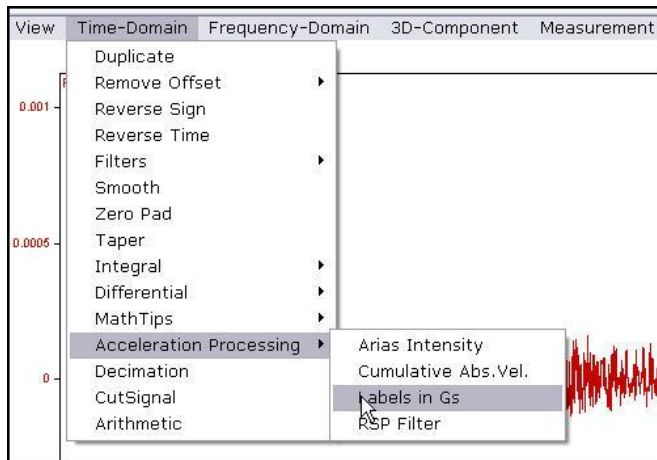 View Time-Domain Frequency-Domain 3D-Component Measurement
Duplicate
Remove Offset
Reverse Sign
Reverse Time
Filters
Smooth
Zero Pad
Taper
Integral
Differential
MathTips
Acceleration Processing
Decimation
CutSignal
Arithmetic
Arias Intensity
Cumulative Abs.Vel.
Labels in Gs
RSP Filter
0.001
0.0005
0